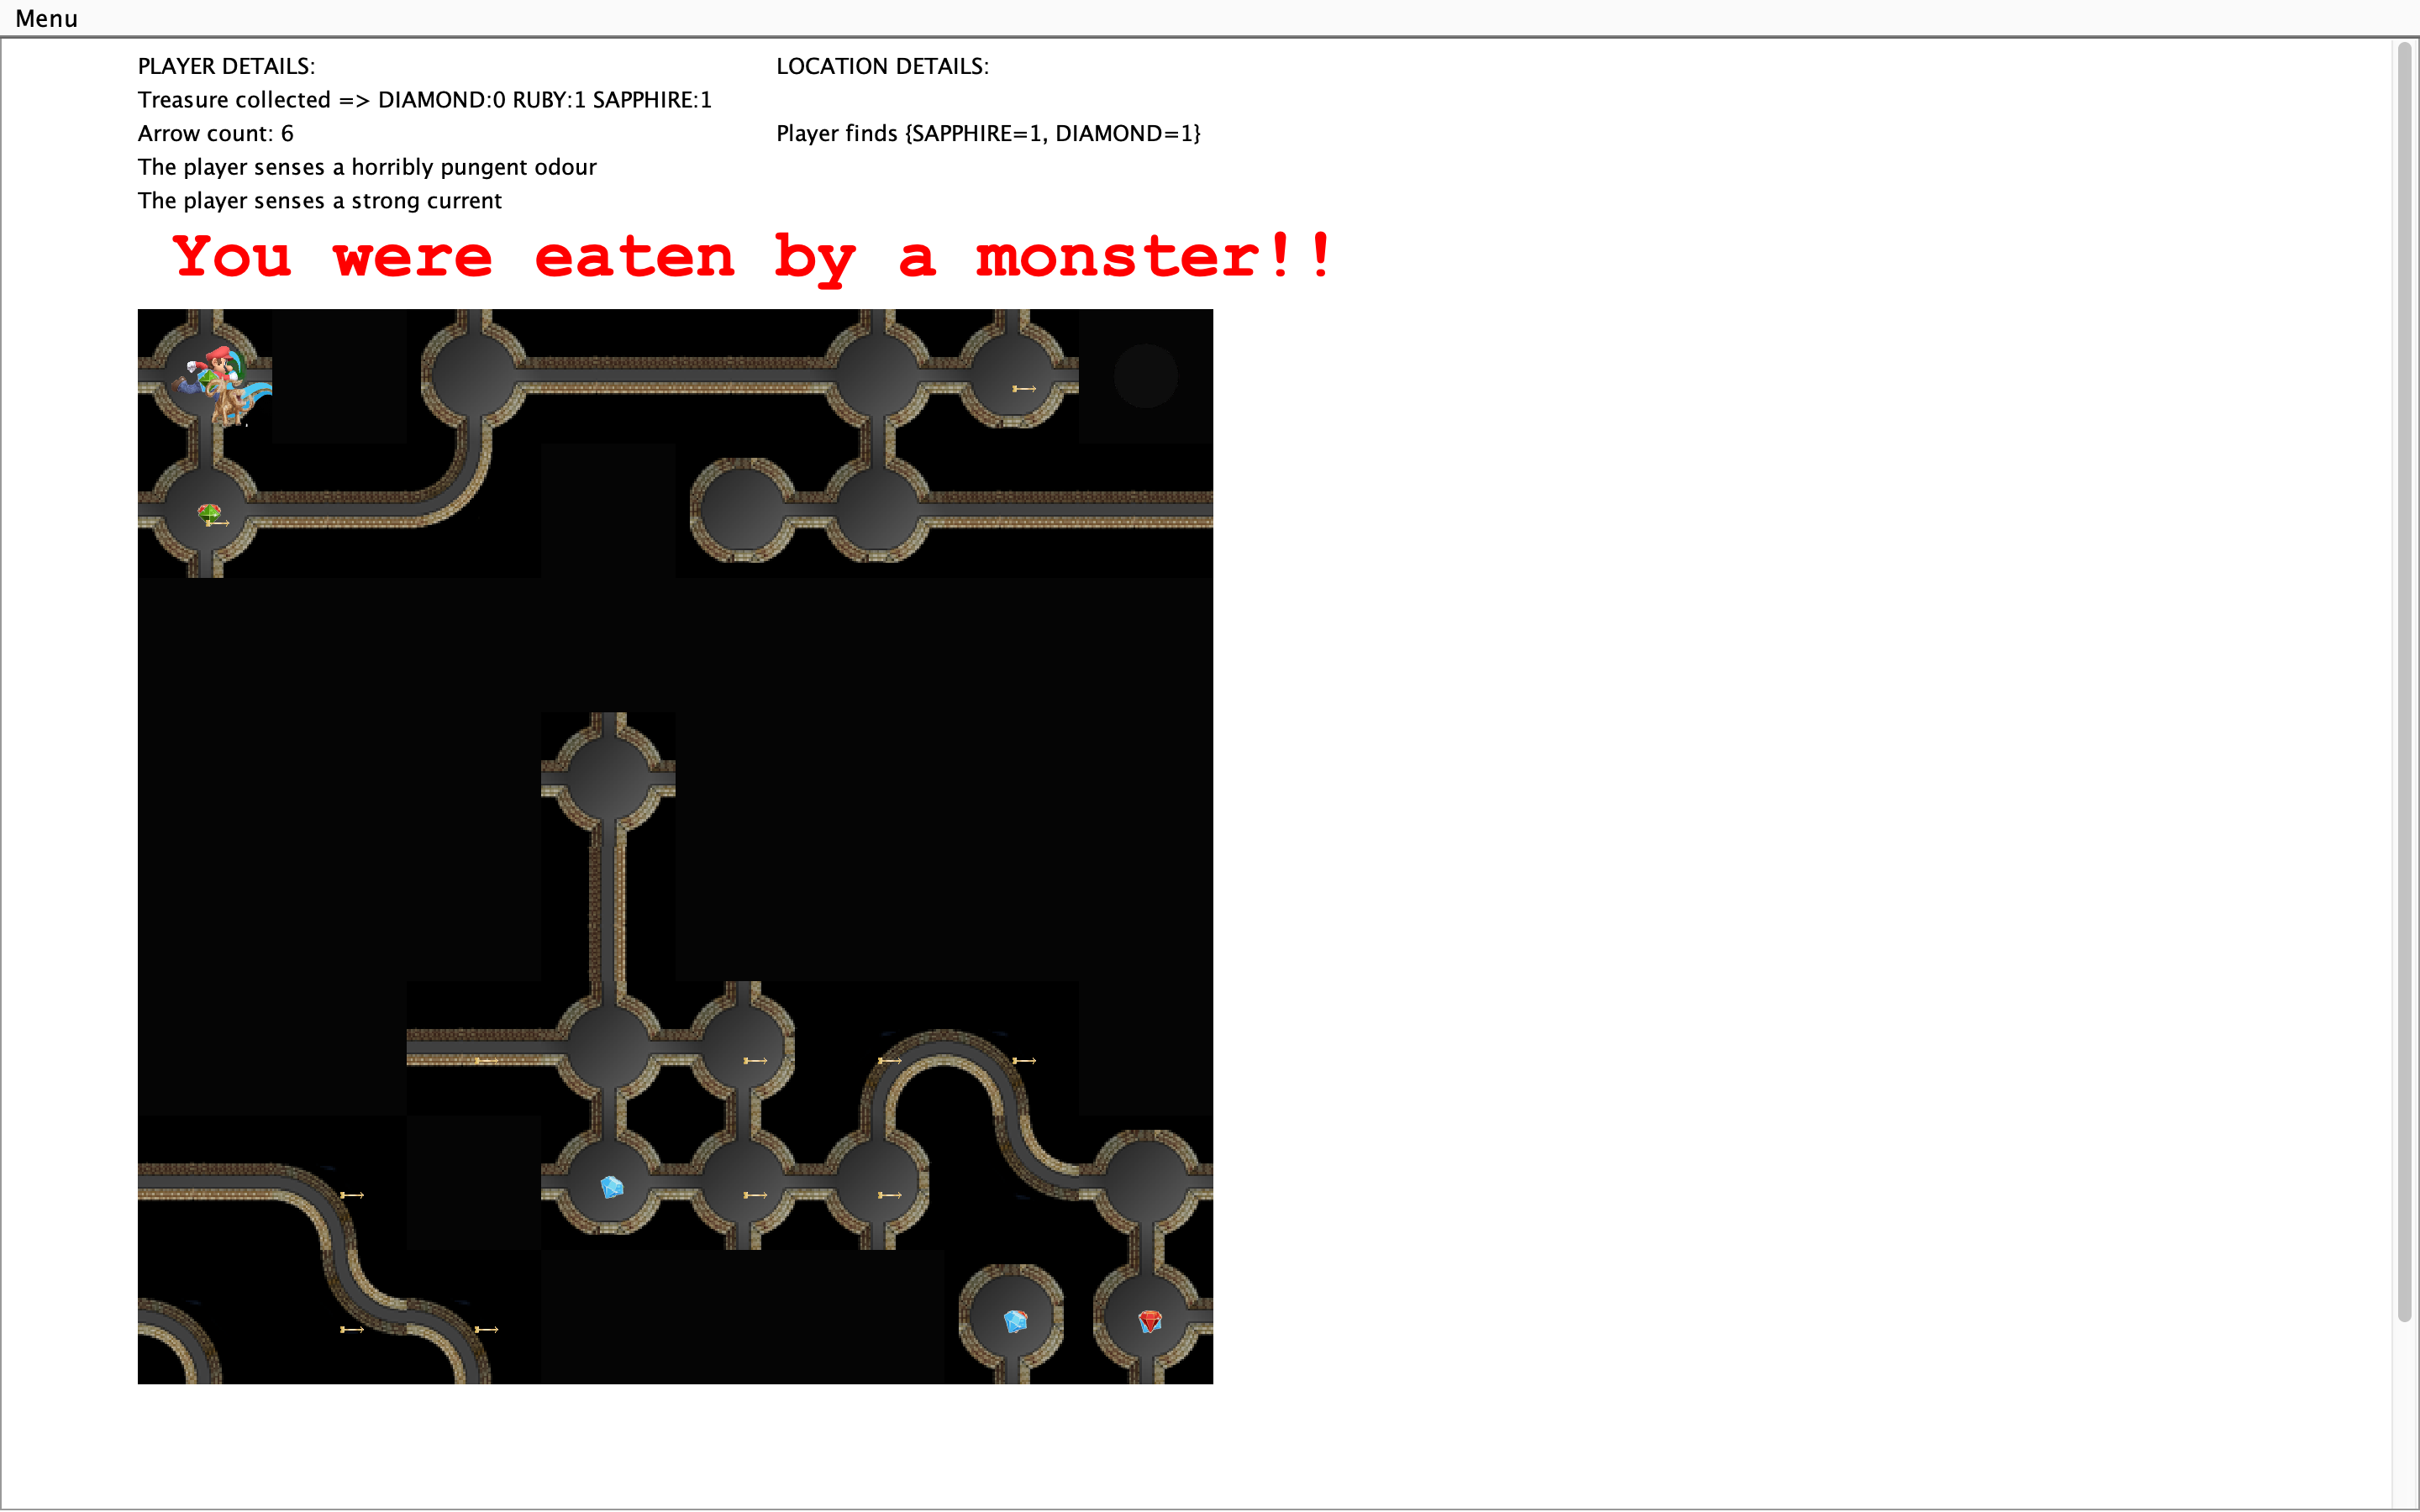 Menu
PLAYER DETAILS:
Treasure collected => DIAMOND:0 RUBY:1 SAPPHIRE:1
Arrow count: 6
The player senses a horribly pungent odour
The player senses a strong current
LOCATION DETAILS:
Player finds {SAPPHIRE=1, DIAMOND=1}
You were eaten by a monster!!